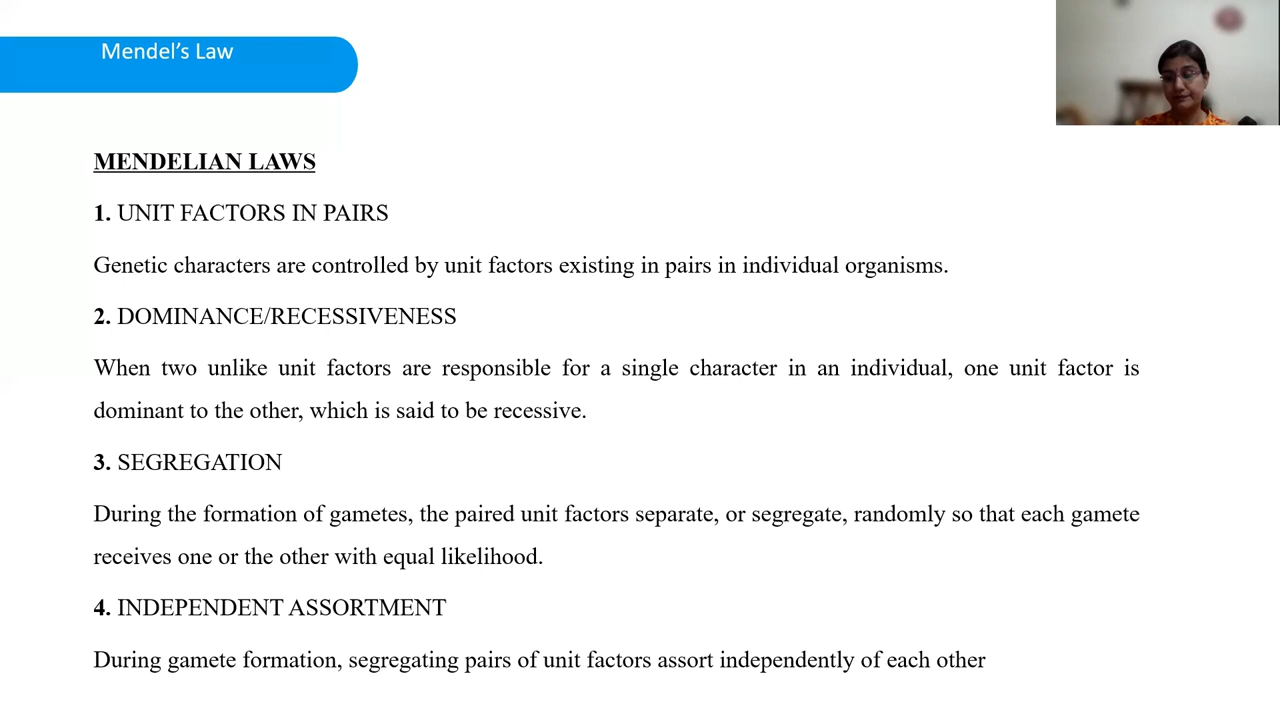 Mendel's Law
MENDELIAN LAWS
1. UNIT FACTORS IN PAIRS
Genetic characters are controlled by unit factors existing in pairs in individual organisms.
2. DOMINANCE/RECESSIVENESS
When two unlike unit factors are responsible for a single character in an individual, one unit factor is
dominant to the other, which is said to be recessive.
3. SEGREGATION
During the formation of gametes, the paired unit factors separate, or segregate, randomly so that each gamete
receives one or the other with equal likelihood.
4. INDEPENDENT ASSORTMENT
During gamete formation, segregating pairs of unit factors assort independently of each other